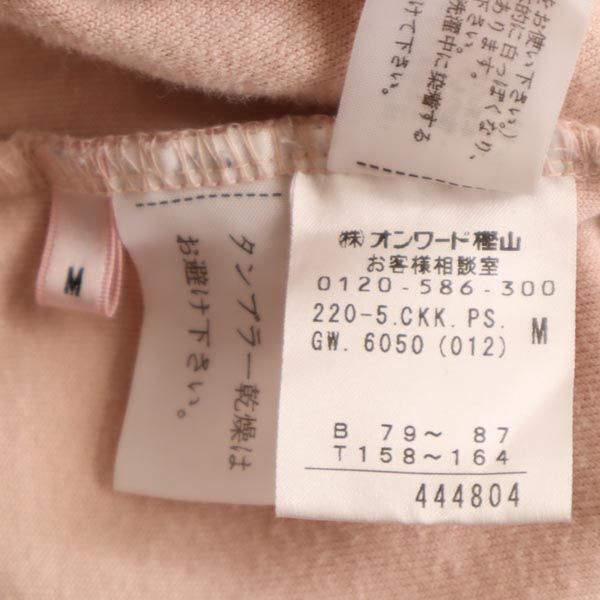 をお使い下さい。)
的に白っぽくなり、
あります。
洗濯中に染着する
避けて下さい。
M
タンブラー乾燥は
お避け下さい。
㈱オンワード樫山
お客様相談室
0120-586-300
220-5.CKK.PS.
GW.6050(012)
M
B 79〜 87
T 158〜164
444804